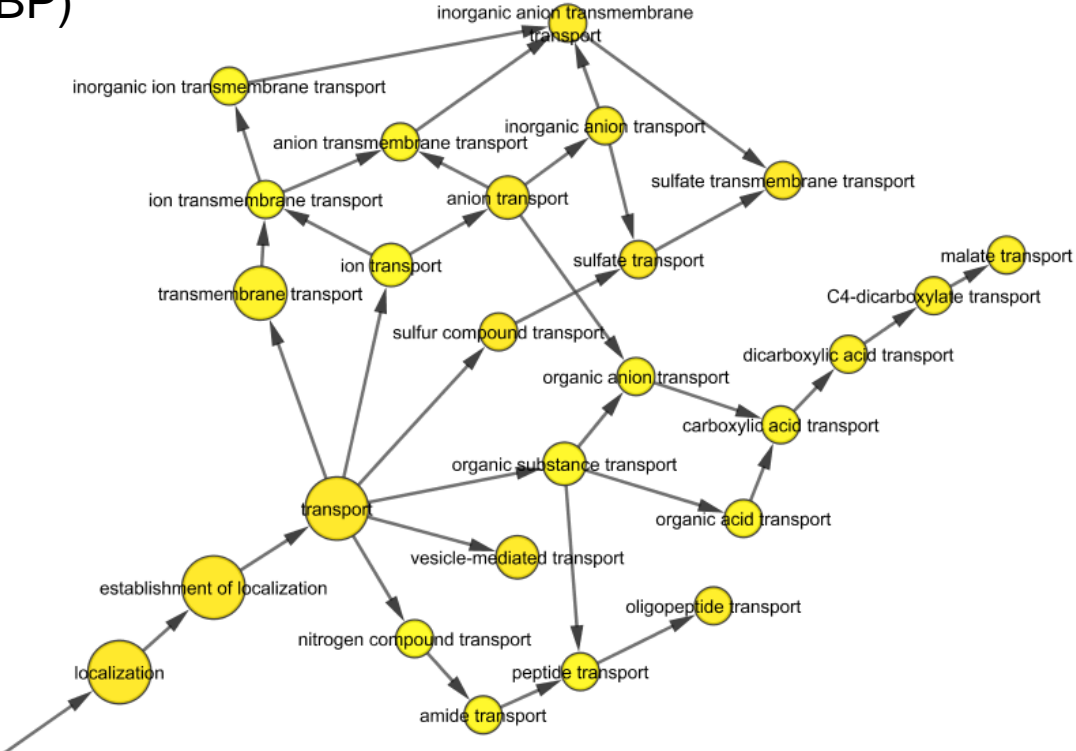 BP)
inorganic anion transmembrane
transport
inorganic ion transmembrane transport
anion transmembrane transport
inorganic anion transport
sulfate transmembrane transport
ion transmembrane transport
anion transport
malate transport
sulfate transport
ion transport
transmembrane transport
C4-dicarboxylate transport
sulfur compound transport
dicarboxylic acid transport
organic anion transport
carboxylic acid transport
organic substance transport
transport
organic acid transport
vesicle-mediated transport
establishment of localization
oligopeptide transport
nitrogen compound transport
localization
peptide transport
amide transport